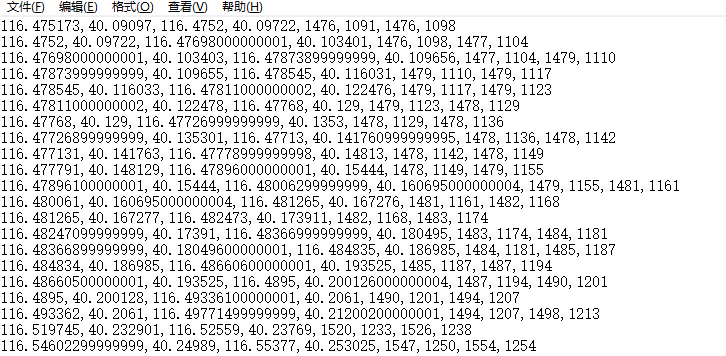 文件(F) 编辑(E) 格式(O) 查看(V) 帮助(H)
116.475173, 40.09097, 116.4752, 40.09722, 1476, 1091, 1476, 1098
116.4752, 40.09722, 116.47698000000001, 40.103401, 1476, 1098, 1477, 1104
116.47698000000001, 40.103403, 116.47873899999999, 40.109656, 1477, 1104, 1479, 1110
116.47873999999999, 40.109655, 116.478545, 40.116031, 1479, 1110, 1479, 1117
116.478545, 40.116033, 116.47811000000002, 40.122476, 1479, 1117, 1479, 1123
116.47811000000002, 40.122478, 116.47768, 40.129, 1479, 1123, 1478, 1129
116.47768, 40.129, 116.47726999999999, 40.1353, 1478, 1129, 1478, 1136
116.47726899999999, 40.135301, 116.47713, 40.141760999999995, 1478, 1136, 1478, 1142
116.477131, 40.141763, 116.47778999999998, 40.14813, 1478, 1142, 1478, 1149
116.477791, 40.148129, 116.47896000000001, 40.15444, 1478, 1149, 1479, 1155
116.47896100000001, 40.15444, 116.48006299999999, 40.160695000000004, 1479, 1155, 1481, 1161
116.480061, 40.160695000000004, 116.481265, 40.167276, 1481, 1161, 1482, 1168
116.481265, 40.167277, 116.482473, 40.173911, 1482, 1168, 1483, 1174
116.48247099999999, 40.17391, 116.48366999999999, 40.180495, 1483, 1174, 1484, 1181
116.48366899999999, 40.18049600000001, 116.484835, 40.186985, 1484, 1181, 1485, 1187
116.484834, 40.186985, 116.48660600000001, 40.193525, 1485, 1187, 1487, 1194
116.48660500000001, 40.193525, 116.4895, 40.200126000000004, 1487, 1194, 1490, 1201
116.4895, 40.200128, 116.49336100000001, 40.2061, 1490, 1201, 1494, 1207
116.493362, 40.2061, 116.49771499999999, 40.21200200000001, 1494, 1207, 1498, 1213
116.519745, 40.232901, 116.52559, 40.23769, 1520, 1233, 1526, 1238
116.54602299999999, 40.24989, 116.55377, 40.253025, 1547, 1250, 1554, 1254